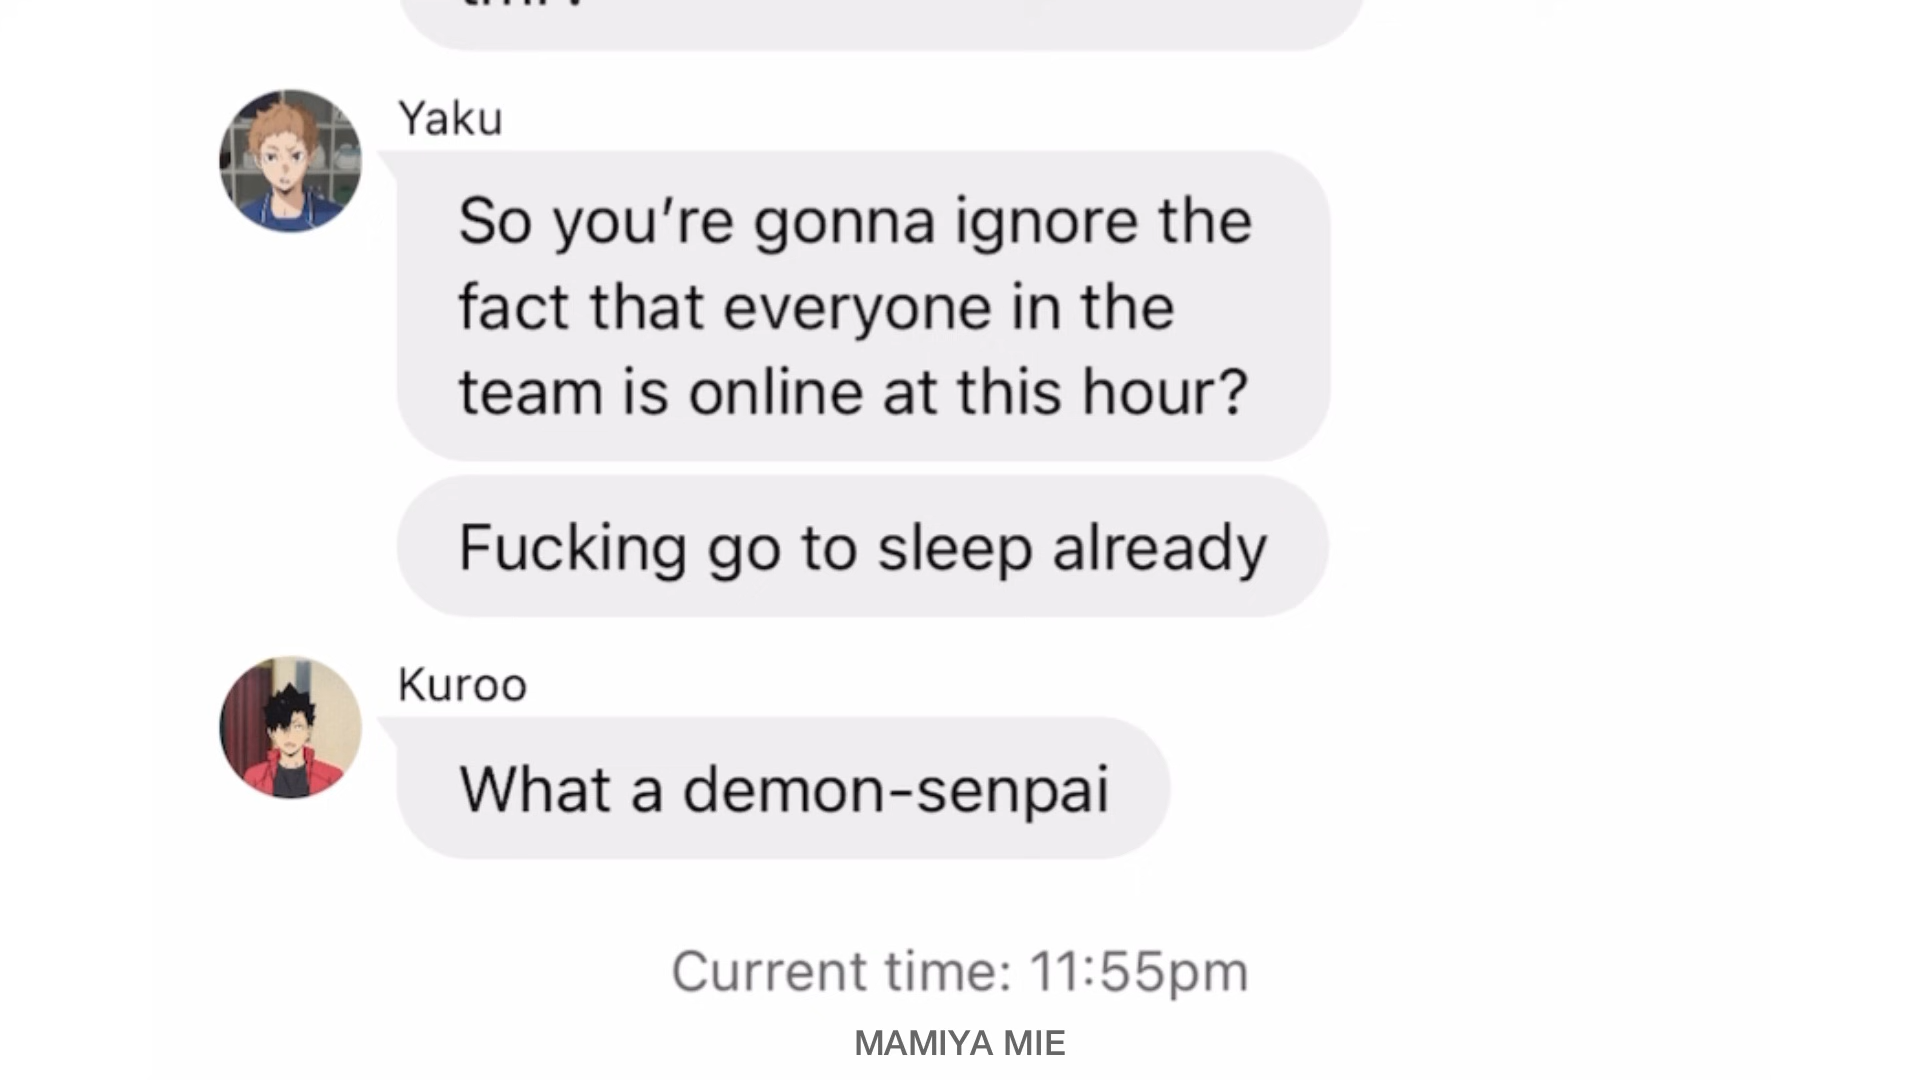 Yaku
So you're gonna ignore the
fact that everyone in the
team is online at this hour?
Fucking go to sleep already
Kuroo
What a demon-senpai
Current time: 11:55pm
MAMIYA MIE